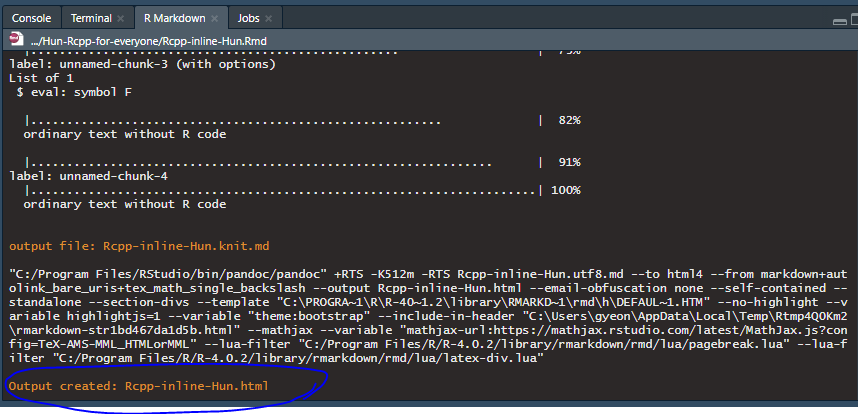 Console Terminal R Markdown Jobs
.../Hun-Rcpp-for-everyone/Rcpp-inline-Hun.Rmd
label: unnamed-chunk-3 (with options)
List of 1
$ eval: symbol F
|...................................................... | 82%
ordinary text without R code
|............................................................. | 91%
label: unnamed-chunk-4
|...................................................................| 100%
ordinary text without R code
output file: Rcpp-inline-Hun.knit.md
"C:/Program Files/RStudio/bin/pandoc/pandoc" +RTS -K512m -RTS Rcpp-inline-Hun.utf8.md --to html4 --from markdown+aut
olink_bare_uris+tex_math_single_backslash --output Rcpp-inline-Hun.html --email-obfuscation none --self-contained --
standalone --section-divs --template "C:\PROGRA~1\R\R-40~1.2\library\RMARKD~1\rmd\h\DEFAUL~1.HTM" --no-highlight --v
ariable highlightjs=1 --variable "theme:bootstrap" --include-in-header "C:\Users\gyeon\AppData\Local\Temp\Rtmp4QOKm2
\rmarkdown-str1bd467da1d5b.html" --mathjax --variable "mathjax-url:https://mathjax.rstudio.com/latest/MathJax.js?con
fig=TeX-AMS-MML_HTMLorMML" --lua-filter "C:/Program Files/R/R-4.0.2/library/rmarkdown/rmd/lua/pagebreak.lua" --lua-f
ilter "C:/Program Files/R/R-4.0.2/library/rmarkdown/rmd/lua/latex-div.lua"
Output created: Rcpp-inline-Hun.html